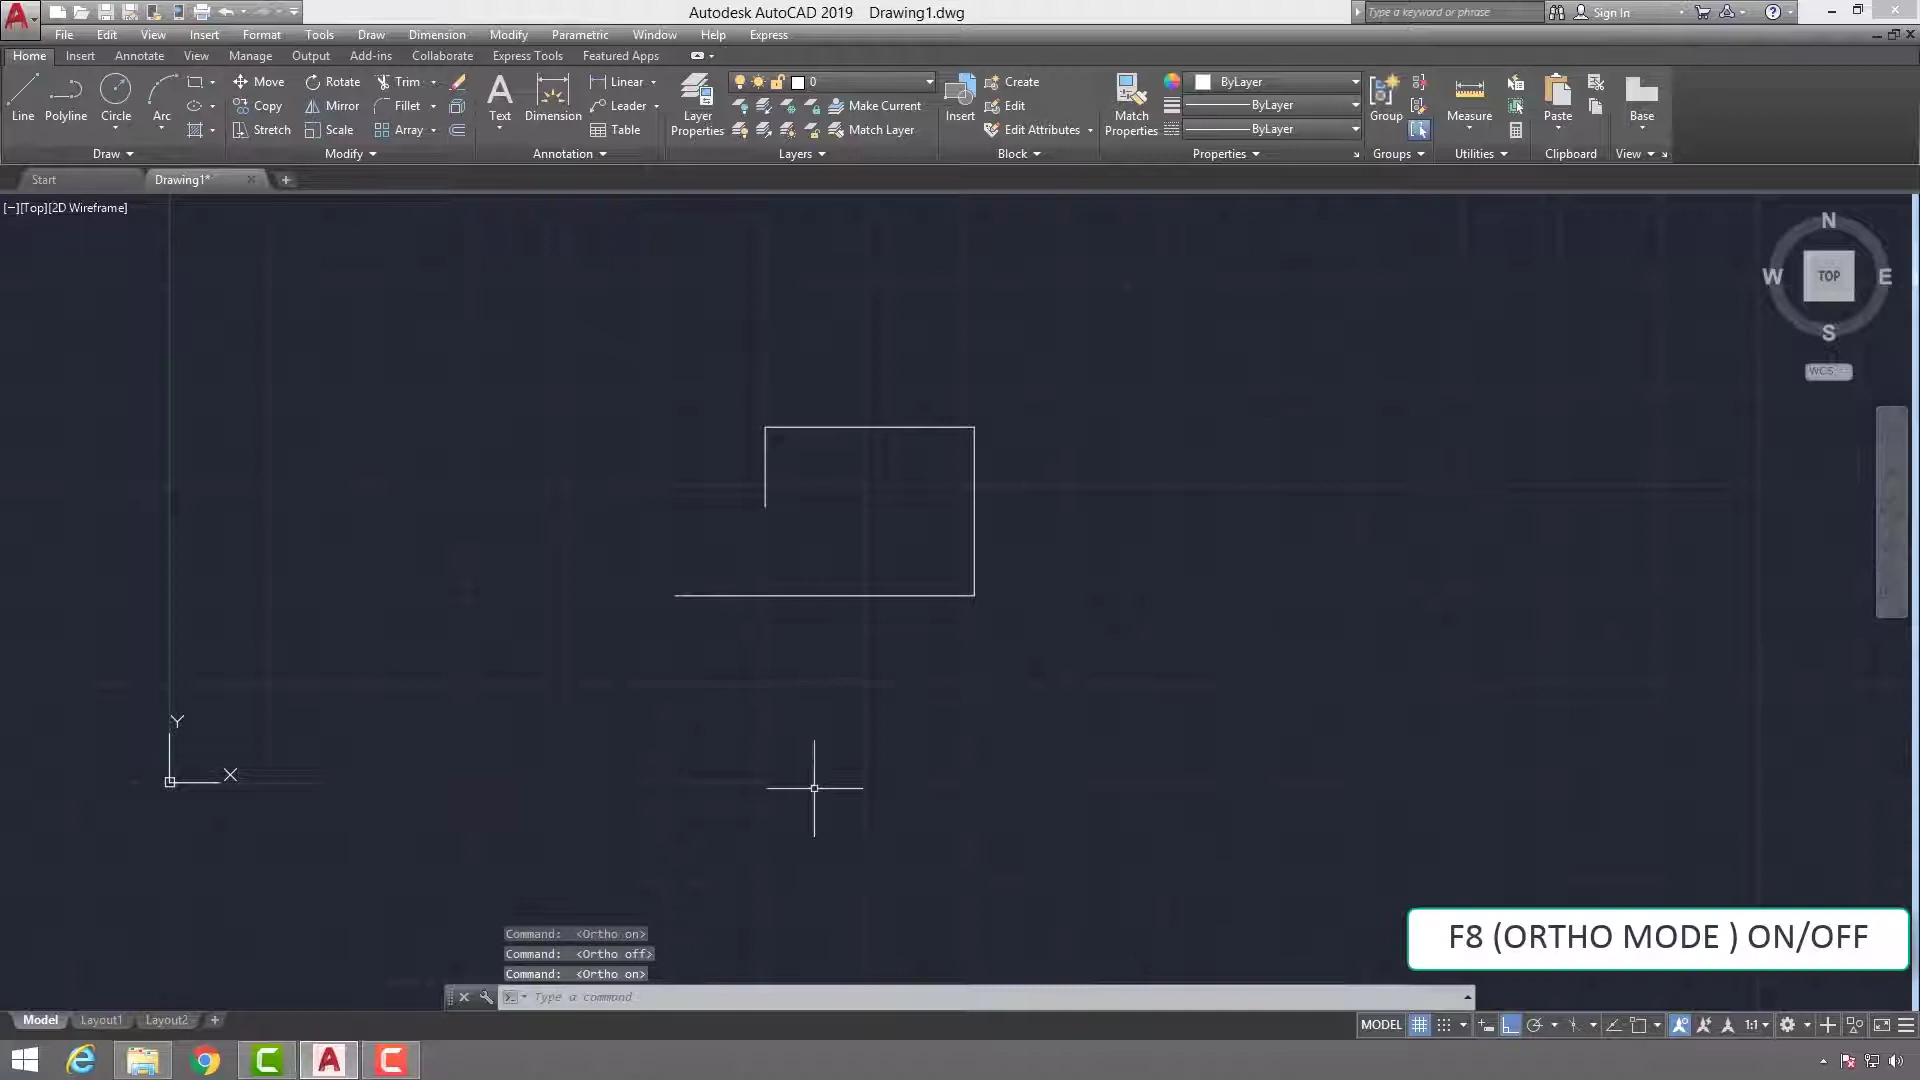 Autodesk AutoCAD 2019 Drawing1.dwg
Type a keyword or phrase
Sign In
File Edit View Insert Format Tools Draw Dimension Modify Parametric Window Help Express
Home Insert Annotate View Manage Output Add-ins Collaborate Express Tools Featured Apps
Line Polyline Circle Arc
Move Rotate Trim
Copy Mirror Fillet
Stretch Scale Array
Text Dimension
Linear
Leader
Table
Layer Properties
0
Make Current
Match Layer
Insert
Create
Edit
Edit Attributes
Match Properties
ByLayer
ByLayer
ByLayer
Group
Measure
Paste
Base
Draw Modify Annotation Layers Block Properties Groups Utilities Clipboard View
Start Drawing1*
[−][Top][2D Wireframe]
N
W TOP E
S
WCS
Y
X
Command: <Ortho on>
Command: <Ortho off>
Command: <Ortho on>
F8 (ORTHO MODE ) ON/OFF
Type a command
Model Layout1 Layout2
MODEL 1:1